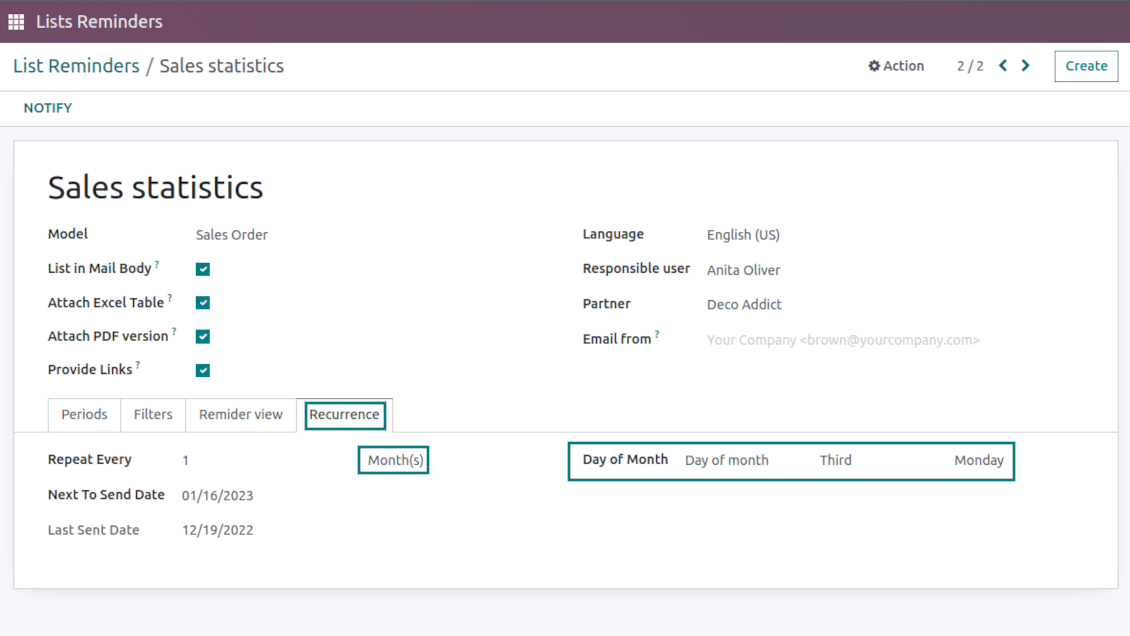 Lists Reminders
List Reminders / Sales statistics
Action 2 / 2 Create
NOTIFY
Sales statistics
Model Sales Order
List in Mail Body ?
Attach Excel Table ?
Attach PDF version ?
Provide Links ?
Language English (US)
Responsible user Anita Oliver
Partner Deco Addict
Email from ? Your Company <brown@yourcompany.com>
Periods Filters Remider view Recurrence
Repeat Every 1 Month(s)
Day of Month Day of month Third Monday
Next To Send Date 01/16/2023
Last Sent Date 12/19/2022